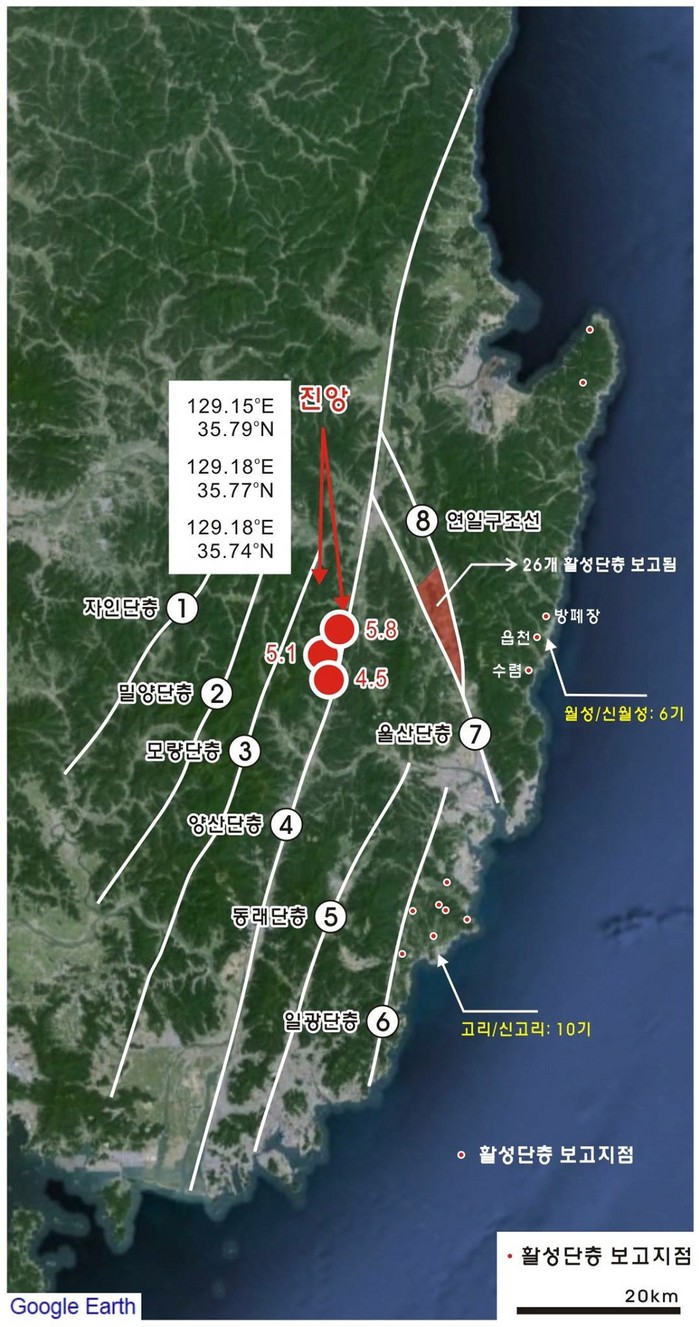 진앙
129.15°E
35.79°N
129.18°E
35.77°N
129.18°E
35.74°N
⑧ 연일구조선
26개 활성단층 보고됨
자인단층 ①
방폐장
5.8
읍천
5.1
수렴
4.5
밀양단층 ②
월성/신월성: 6기
울산단층 ⑦
모량단층 ③
양산단층 ④
동래단층 ⑤
일광단층 ⑥
고리/신고리: 10기
활성단층 보고지점
활성단층 보고지점
20km
Google Earth